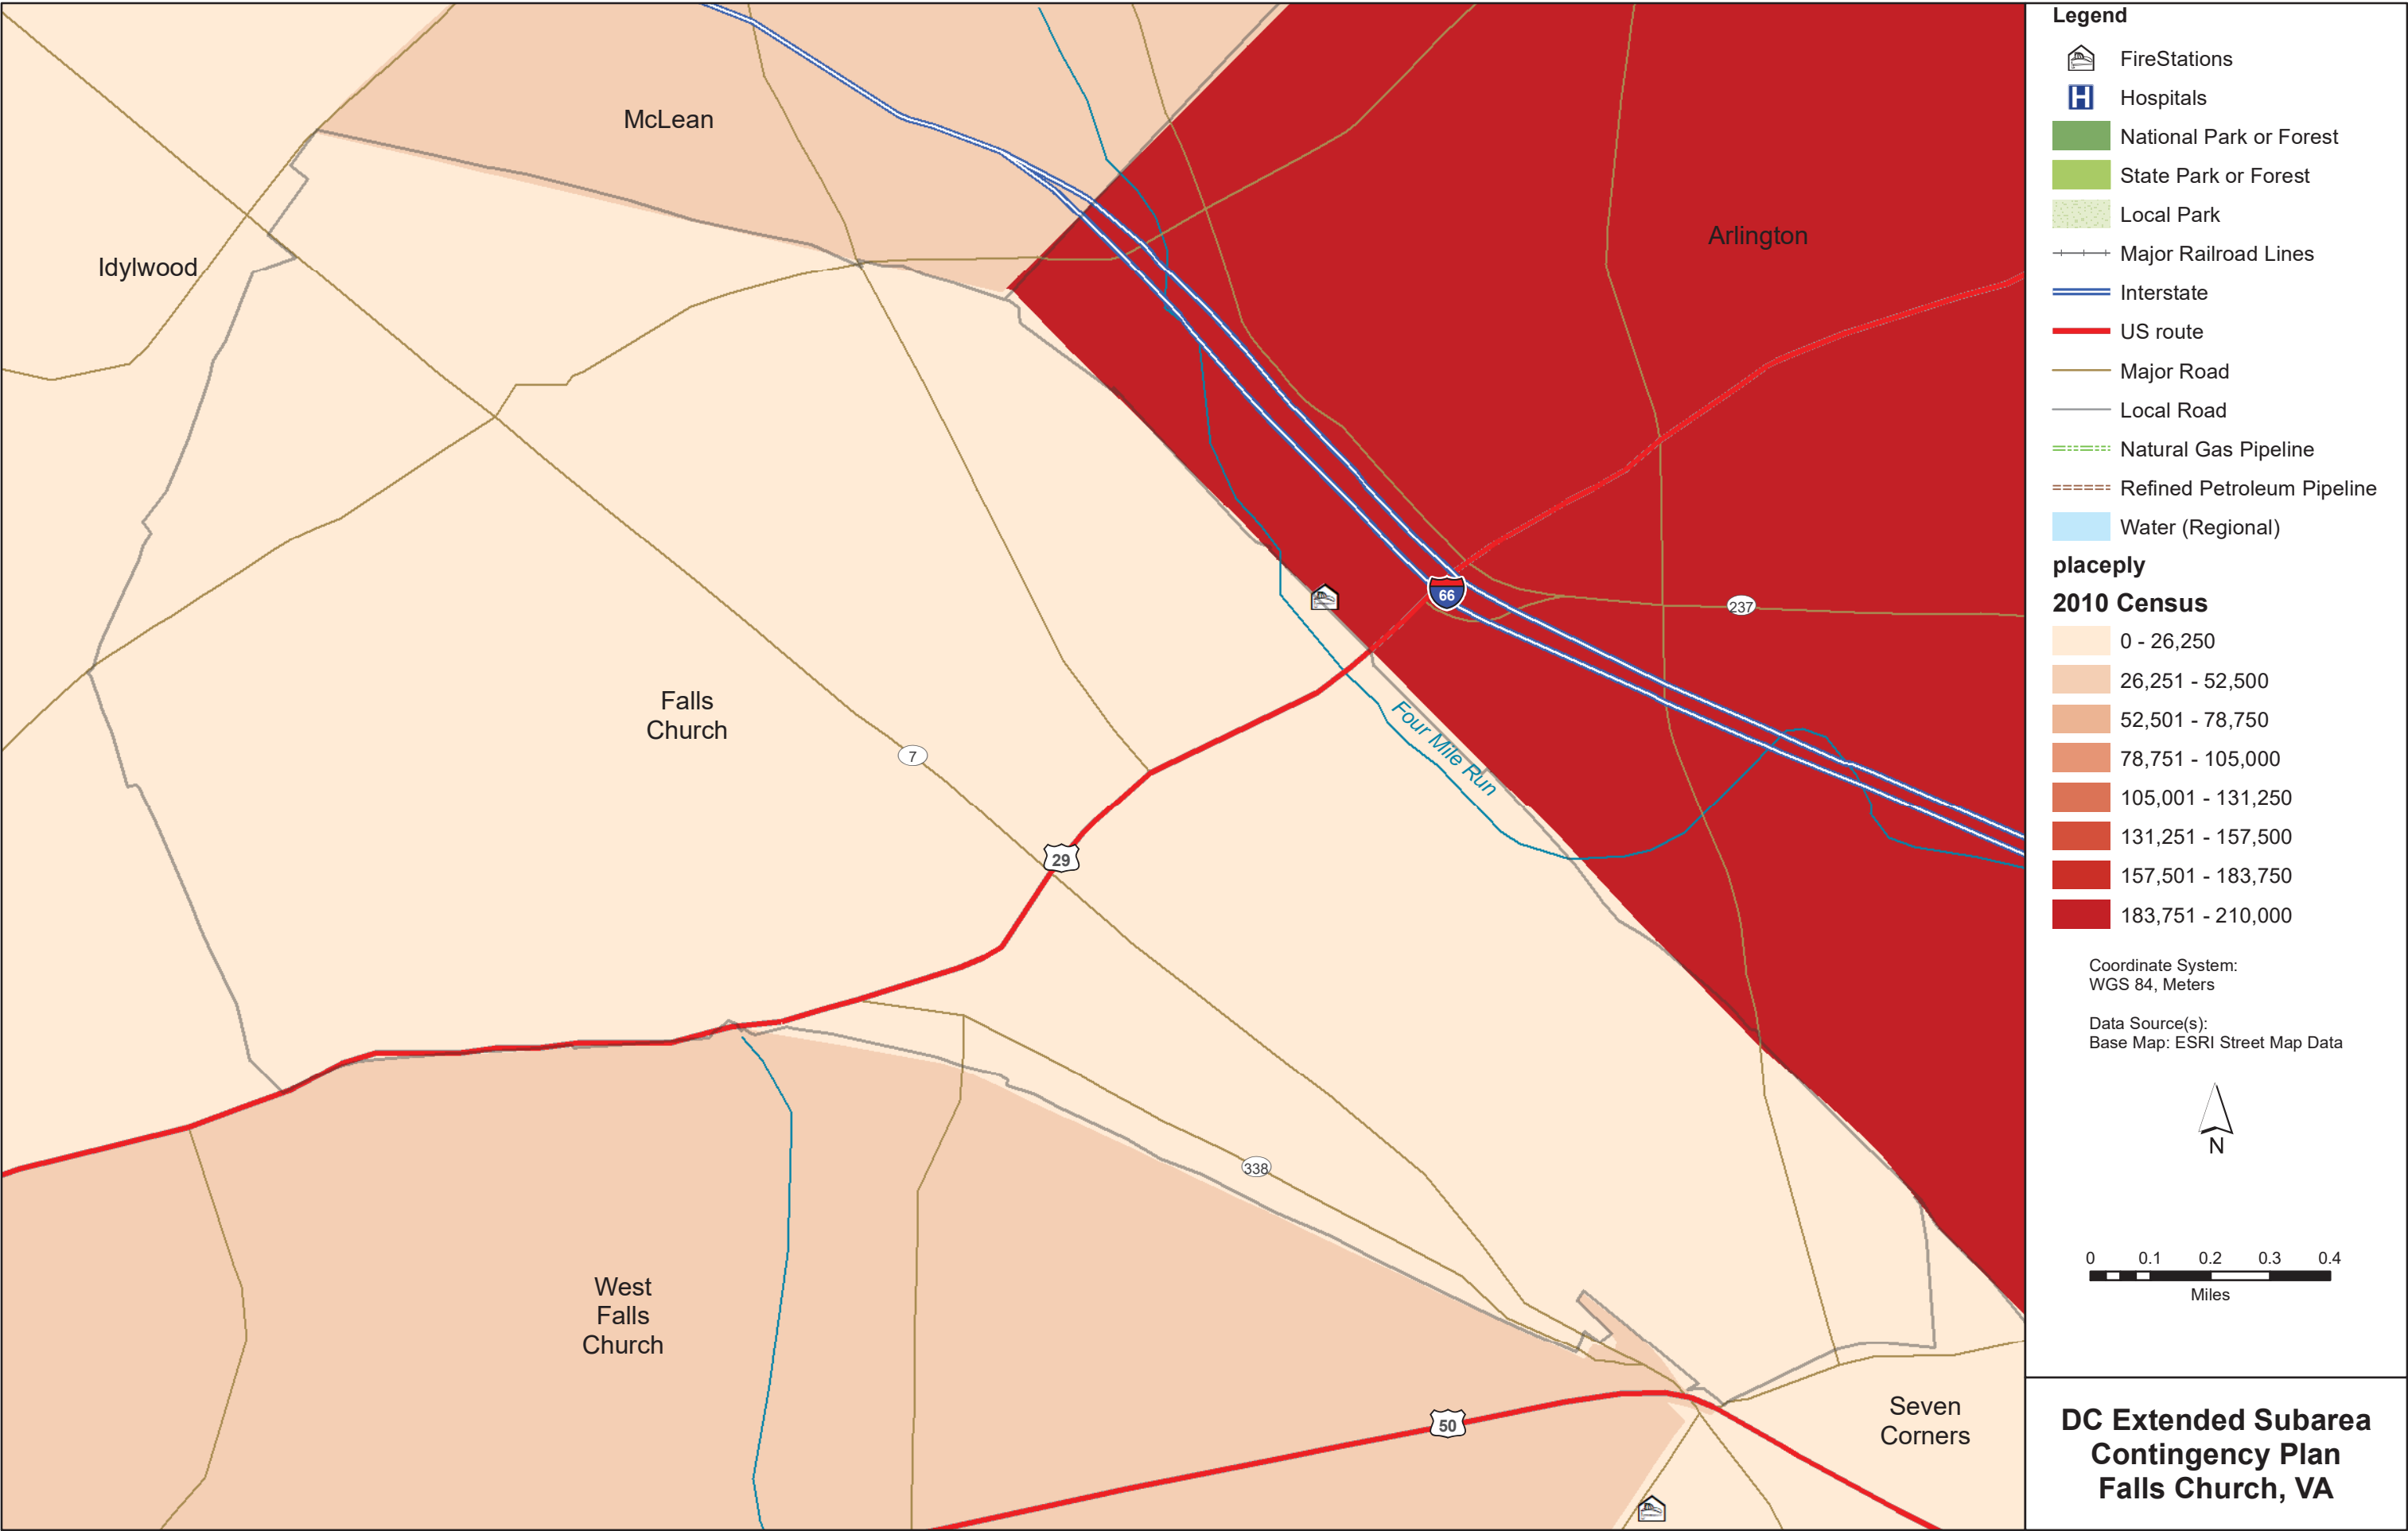 McLean
Idylwood
Arlington
66
237
Falls
Church
7
Four Mile Run
29
338
West
Falls
Church
50
Seven
Corners
Legend
FireStations
H Hospitals
National Park or Forest
State Park or Forest
Local Park
Major Railroad Lines
Interstate
US route
Major Road
Local Road
Natural Gas Pipeline
Refined Petroleum Pipeline
Water (Regional)
placeply
2010 Census
0 - 26,250
26,251 - 52,500
52,501 - 78,750
78,751 - 105,000
105,001 - 131,250
131,251 - 157,500
157,501 - 183,750
183,751 - 210,000
Coordinate System:
WGS 84, Meters
Data Source(s):
Base Map: ESRI Street Map Data
N
0 0.1 0.2 0.3 0.4
Miles
DC Extended Subarea
Contingency Plan
Falls Church, VA